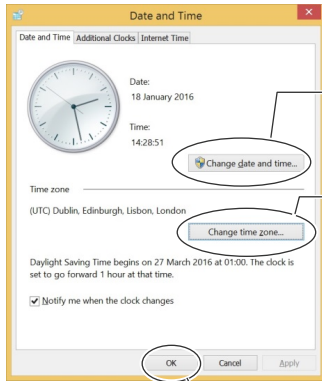 Date and Time
Date and Time Additional Clocks Internet Time
Date:
18 January 2016
Time:
14:28:51
Change date and time...
Time zone
(UTC) Dublin, Edinburgh, Lisbon, London
Change time zone...
Daylight Saving Time begins on 27 March 2016 at 01:00. The clock is
set to go forward 1 hour at that time.
Notify me when the clock changes
OK Cancel Apply